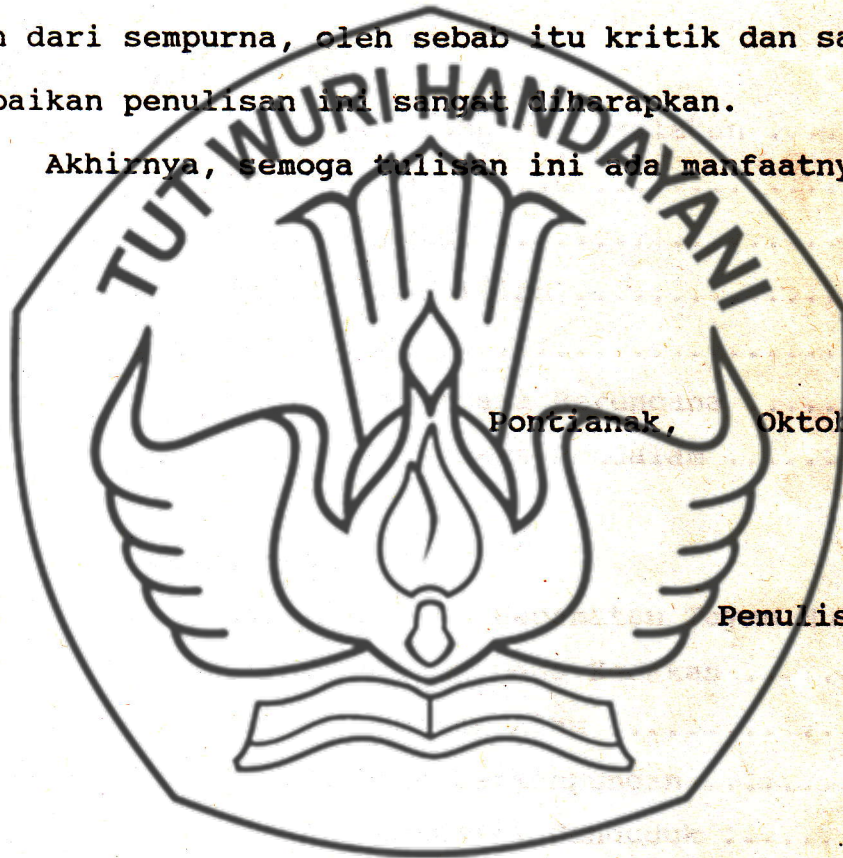 n dari sempurna, oleh sebab itu kritik dan sa
baikan penulisan ini sangat diharapkan.
TUT WURI HANDAYANI
Akhirnya, semoga tulisan ini ada manfaatny
Pontianak, Oktob
Penulis